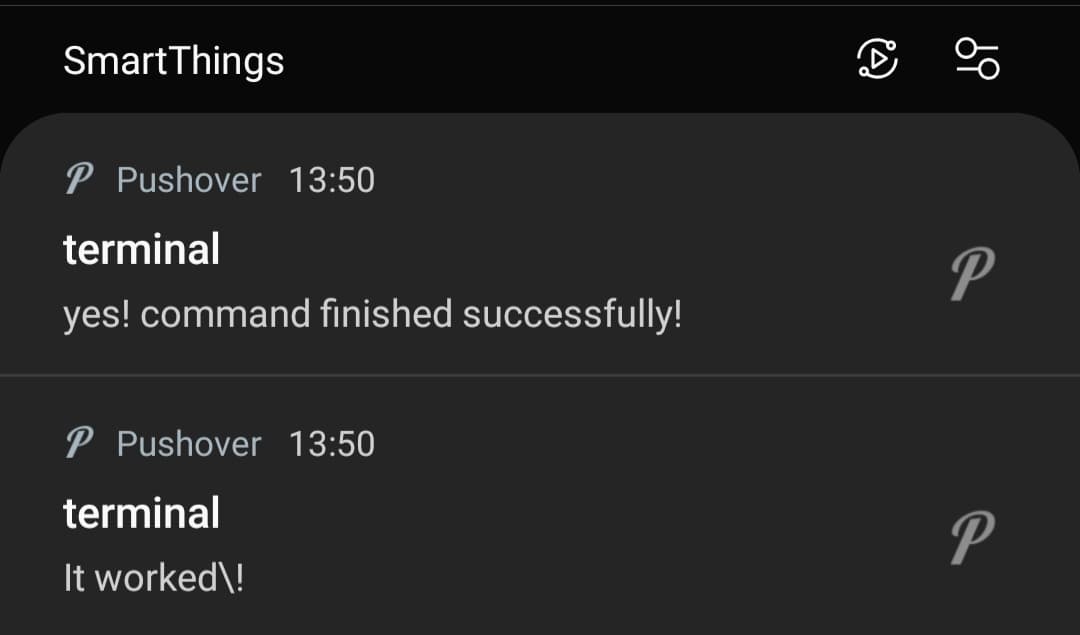 SmartThings
Pushover 13:50
terminal
yes! command finished successfully!
Pushover 13:50
terminal
It worked\!